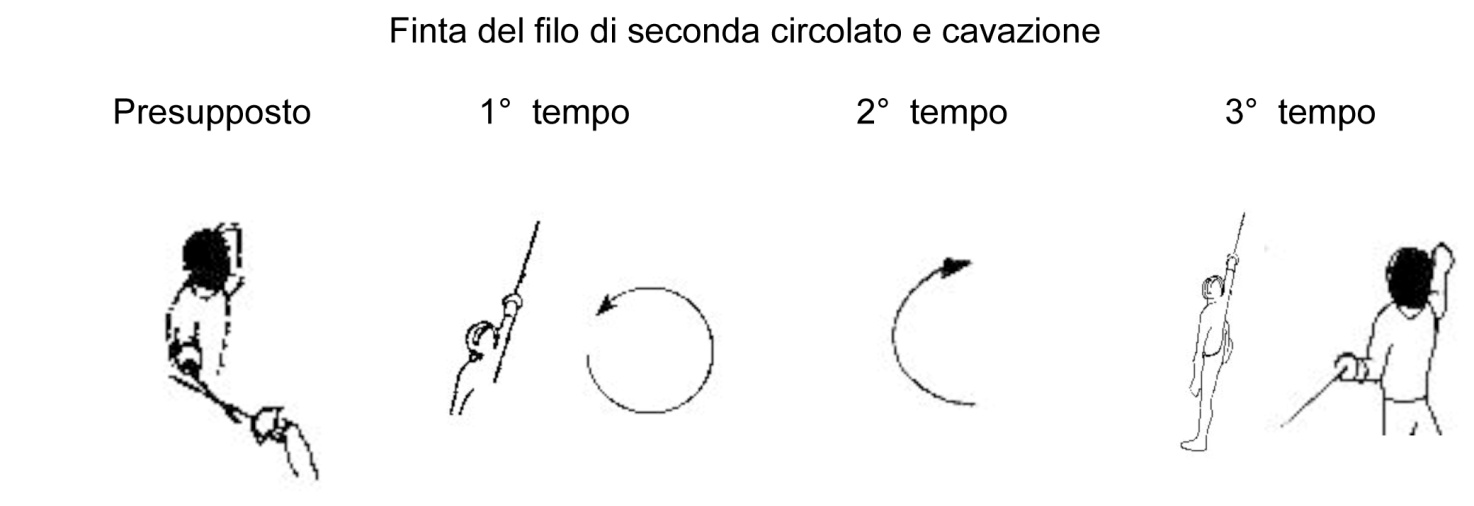 Finta del filo di seconda circolato e cavazione
Presupposto 1° tempo 2° tempo 3° tempo